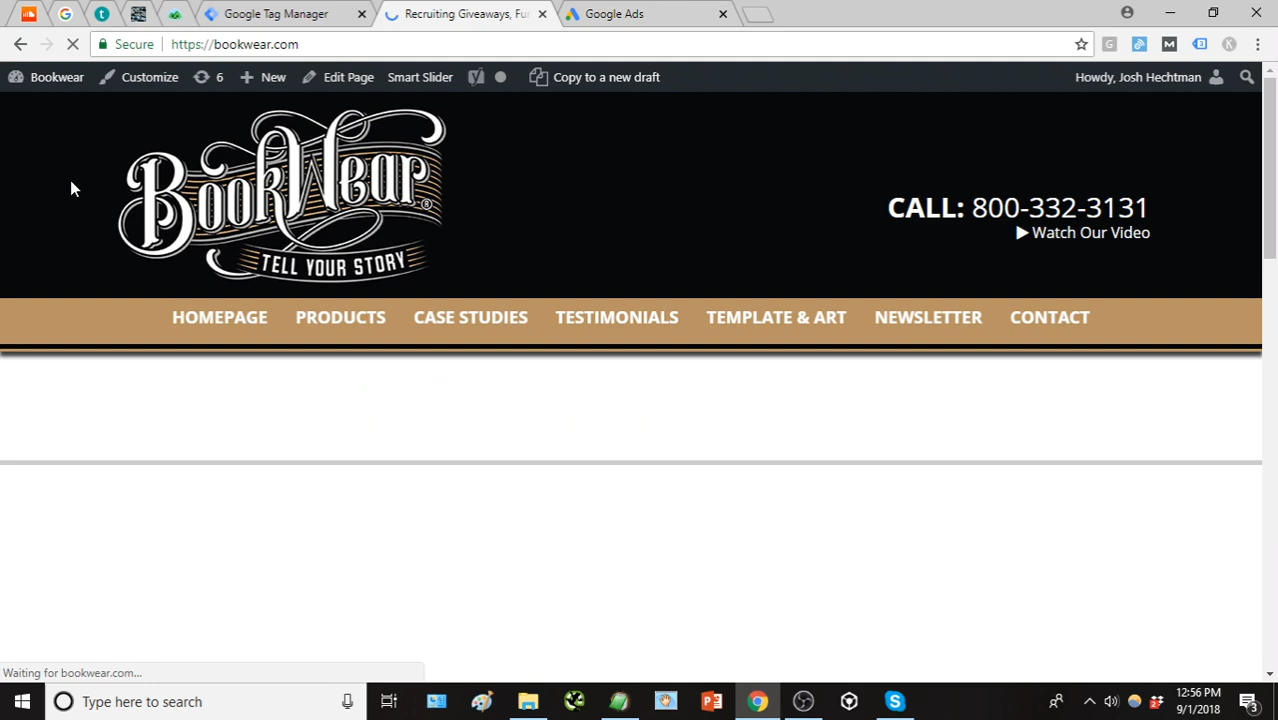 Google Tag Manager
Recruiting Giveaways, Fu
Google Ads
Secure
https://bookwear.com
Bookwear
Customize
6
New
Edit Page
Smart Slider
Copy to a new draft
Howdy, Josh Hechtman
BookWear®
TELL YOUR STORY
CALL: 800-332-3131
Watch Our Video
HOMEPAGE
PRODUCTS
CASE STUDIES
TESTIMONIALS
TEMPLATE & ART
NEWSLETTER
CONTACT
Waiting for bookwear.com...
Type here to search
12:56 PM
9/1/2018
3